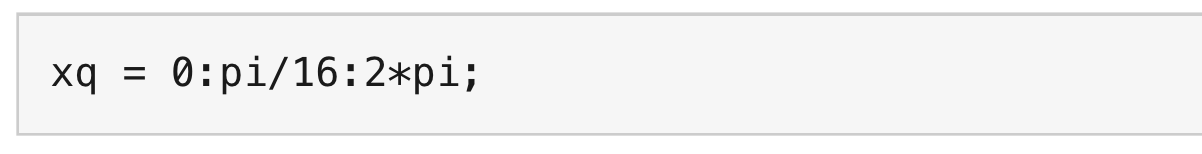 xq = 0:pi/16:2*pi;